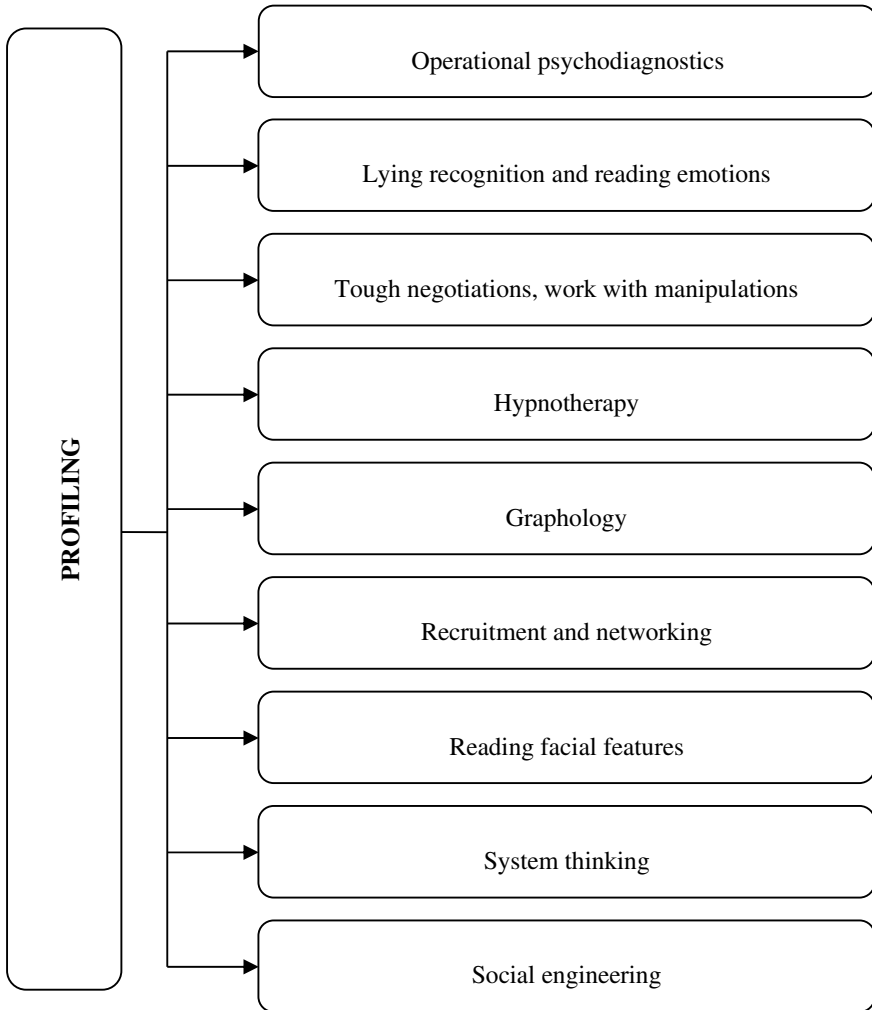 PROFILING
Operational psychodiagnostics
Lying recognition and reading emotions
Tough negotiations, work with manipulations
Hypnotherapy
Graphology
Recruitment and networking
Reading facial features
System thinking
Social engineering